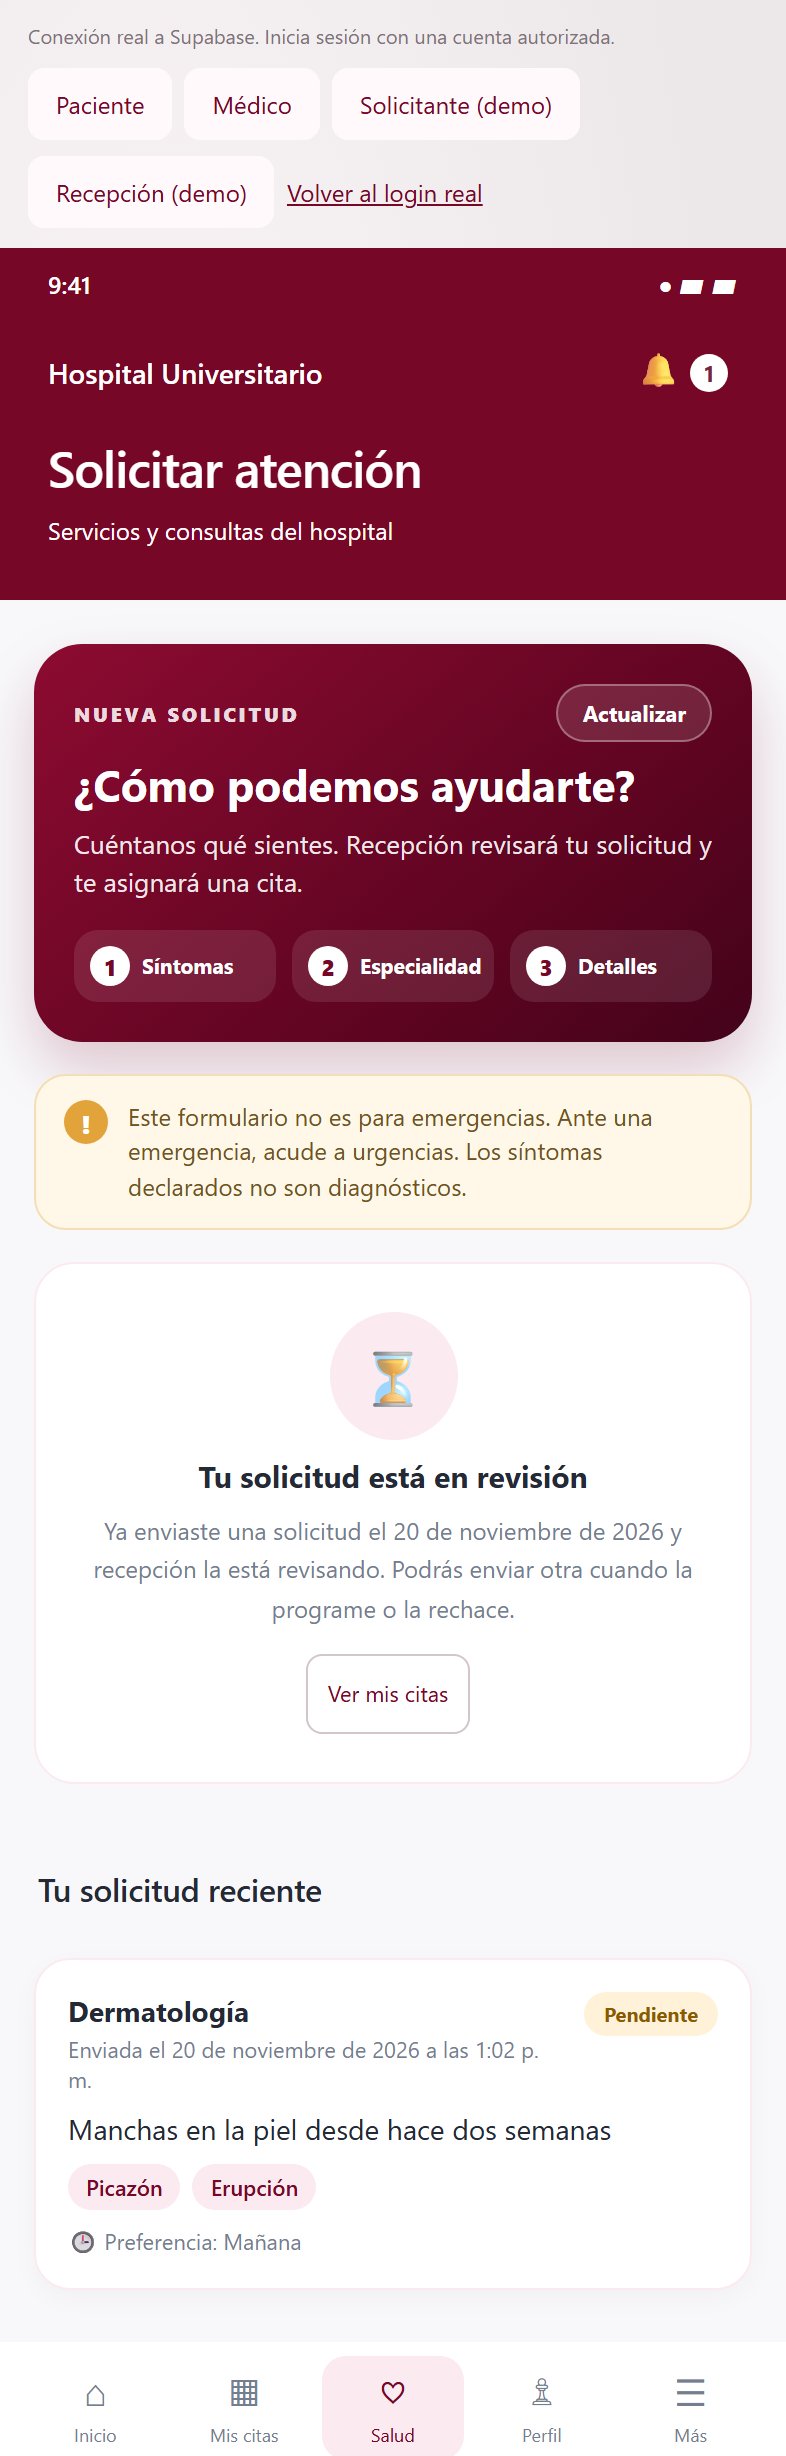 Conexión real a Supabase. Inicia sesión con una cuenta autorizada.
Paciente
Médico
Solicitante (demo)
Recepción (demo)
Volver al login real
9:41
Hospital Universitario
1
Solicitar atención
Servicios y consultas del hospital
NUEVA SOLICITUD
Actualizar
¿Cómo podemos ayudarte?
Cuéntanos qué sientes. Recepción revisará tu solicitud y
te asignará una cita.
1 Síntomas
2 Especialidad
3 Detalles
!
Este formulario no es para emergencias. Ante una
emergencia, acude a urgencias. Los síntomas
declarados no son diagnósticos.
Tu solicitud está en revisión
Ya enviaste una solicitud el 20 de noviembre de 2026 y
recepción la está revisando. Podrás enviar otra cuando la
programe o la rechace.
Ver mis citas
Tu solicitud reciente
Dermatología
Pendiente
Enviada el 20 de noviembre de 2026 a las 1:02 p.
m.
Manchas en la piel desde hace dos semanas
Picazón
Erupción
Preferencia: Mañana
Inicio
Mis citas
Salud
Perfil
Más